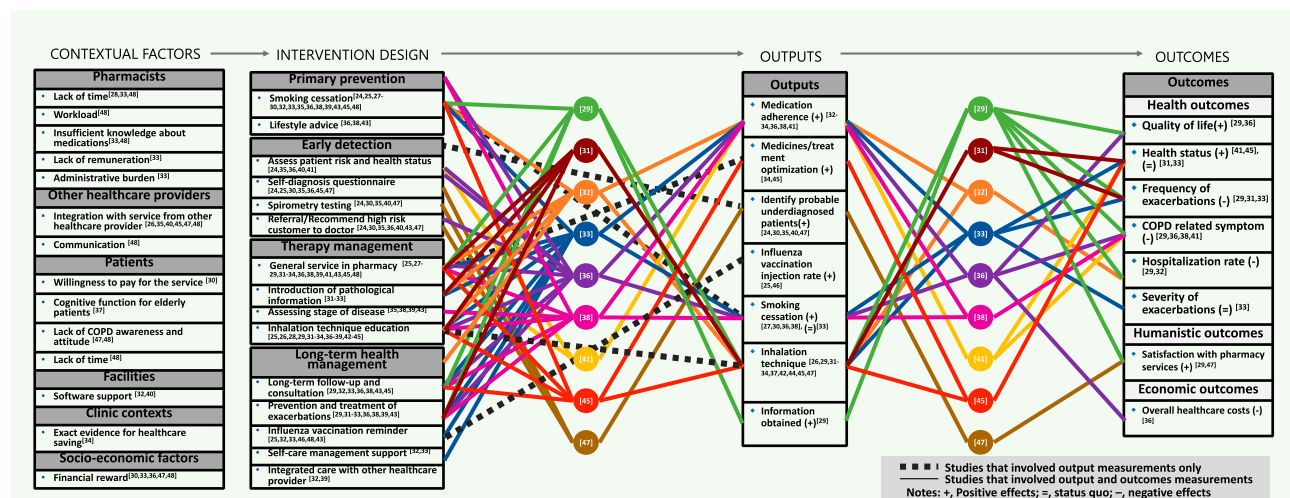 CONTEXTUAL FACTORS
INTERVENTION DESIGN
OUTPUTS
OUTCOMES
Pharmacists
Lack of time[28,33,48]
Workload[48]
Insufficient knowledge about
medications[33,48]
Lack of remuneration[33]
Administrative burden [33]
Other healthcare providers
Integration with service from other
healthcare provider [26,35,40,45,47,48]
Communication [48]
Patients
Willingness to pay for the service [30]
Cognitive function for elderly
patients [37]
Lack of COPD awareness and
attitude [47,48]
Lack of time [48]
Facilities
Software support [32,40]
Clinic contexts
Exact evidence for healthcare
saving[34]
Socio-economic factors
Financial reward[30,33,36,47,48]
Primary prevention
Smoking cessation[24,25,27-
30,32,33,35,36,38,39,43,45,48]
Lifestyle advice [36,38,43]
Early detection
Assess patient risk and health status
[24,35,36,40,41]
Self-diagnosis questionnaire
[24,25,30,35,36,45,47]
Spirometry testing [24,30,35,40,47]
Referral/Recommend high risk
customer to doctor [24,30,35,36,40,43,47]
Therapy management
General service in pharmacy [25,27-
29,31-34,36,38,39,41,43,45,48]
Introduction of pathological
information [31-33]
Assessing stage of disease [35,38,39,43]
Inhalation technique education
[25,26,28,29,31-34,36-39,42-45]
Long-term health
management
Long-term follow-up and
consultation [29,32,33,36,38,43,45]
Prevention and treatment of
exacerbations [29,31-33,36,38,39,43]
Influenza vaccination reminder
[25,32,33,46,48,43]
Self-care management support [32,33]
Integrated care with other healthcare
provider [32,39]
[29]
[31]
[32]
[33]
[36]
[38]
[41]
[45]
[47]
Outputs
Medication
adherence (+) [32-
34,36,38,41]
Medicines/treat
ment
optimization (+)
[34,45]
Identify probable
underdiagnosed
patients(+)
[24,30,35,40,47]
Influenza
vaccination
injection rate (+)
[25,46]
Smoking
cessation (+)
[27,30,36,38], (=)[33]
Inhalation
technique [26,29,31-
34,37,42,44,45,47]
Information
obtained (+)[29]
[29]
[31]
[32]
[33]
[36]
[38]
[41]
[45]
[47]
Outcomes
Health outcomes
Quality of life(+) [29,36]
Health status (+) [41,45],
(=) [31,33]
Frequency of
exacerbations (-) [29,31,33]
COPD related symptom
(-) [29,36,38,41]
Hospitalization rate (-)
[29,32]
Severity of
exacerbations (=) [33]
Humanistic outcomes
Satisfaction with pharmacy
services (+) [29,47]
Economic outcomes
Overall healthcare costs (-)
[36]
Studies that involved output measurements only
Studies that involved output and outcomes measurements
Notes: +, Positive effects; =, status quo; –, negative effects